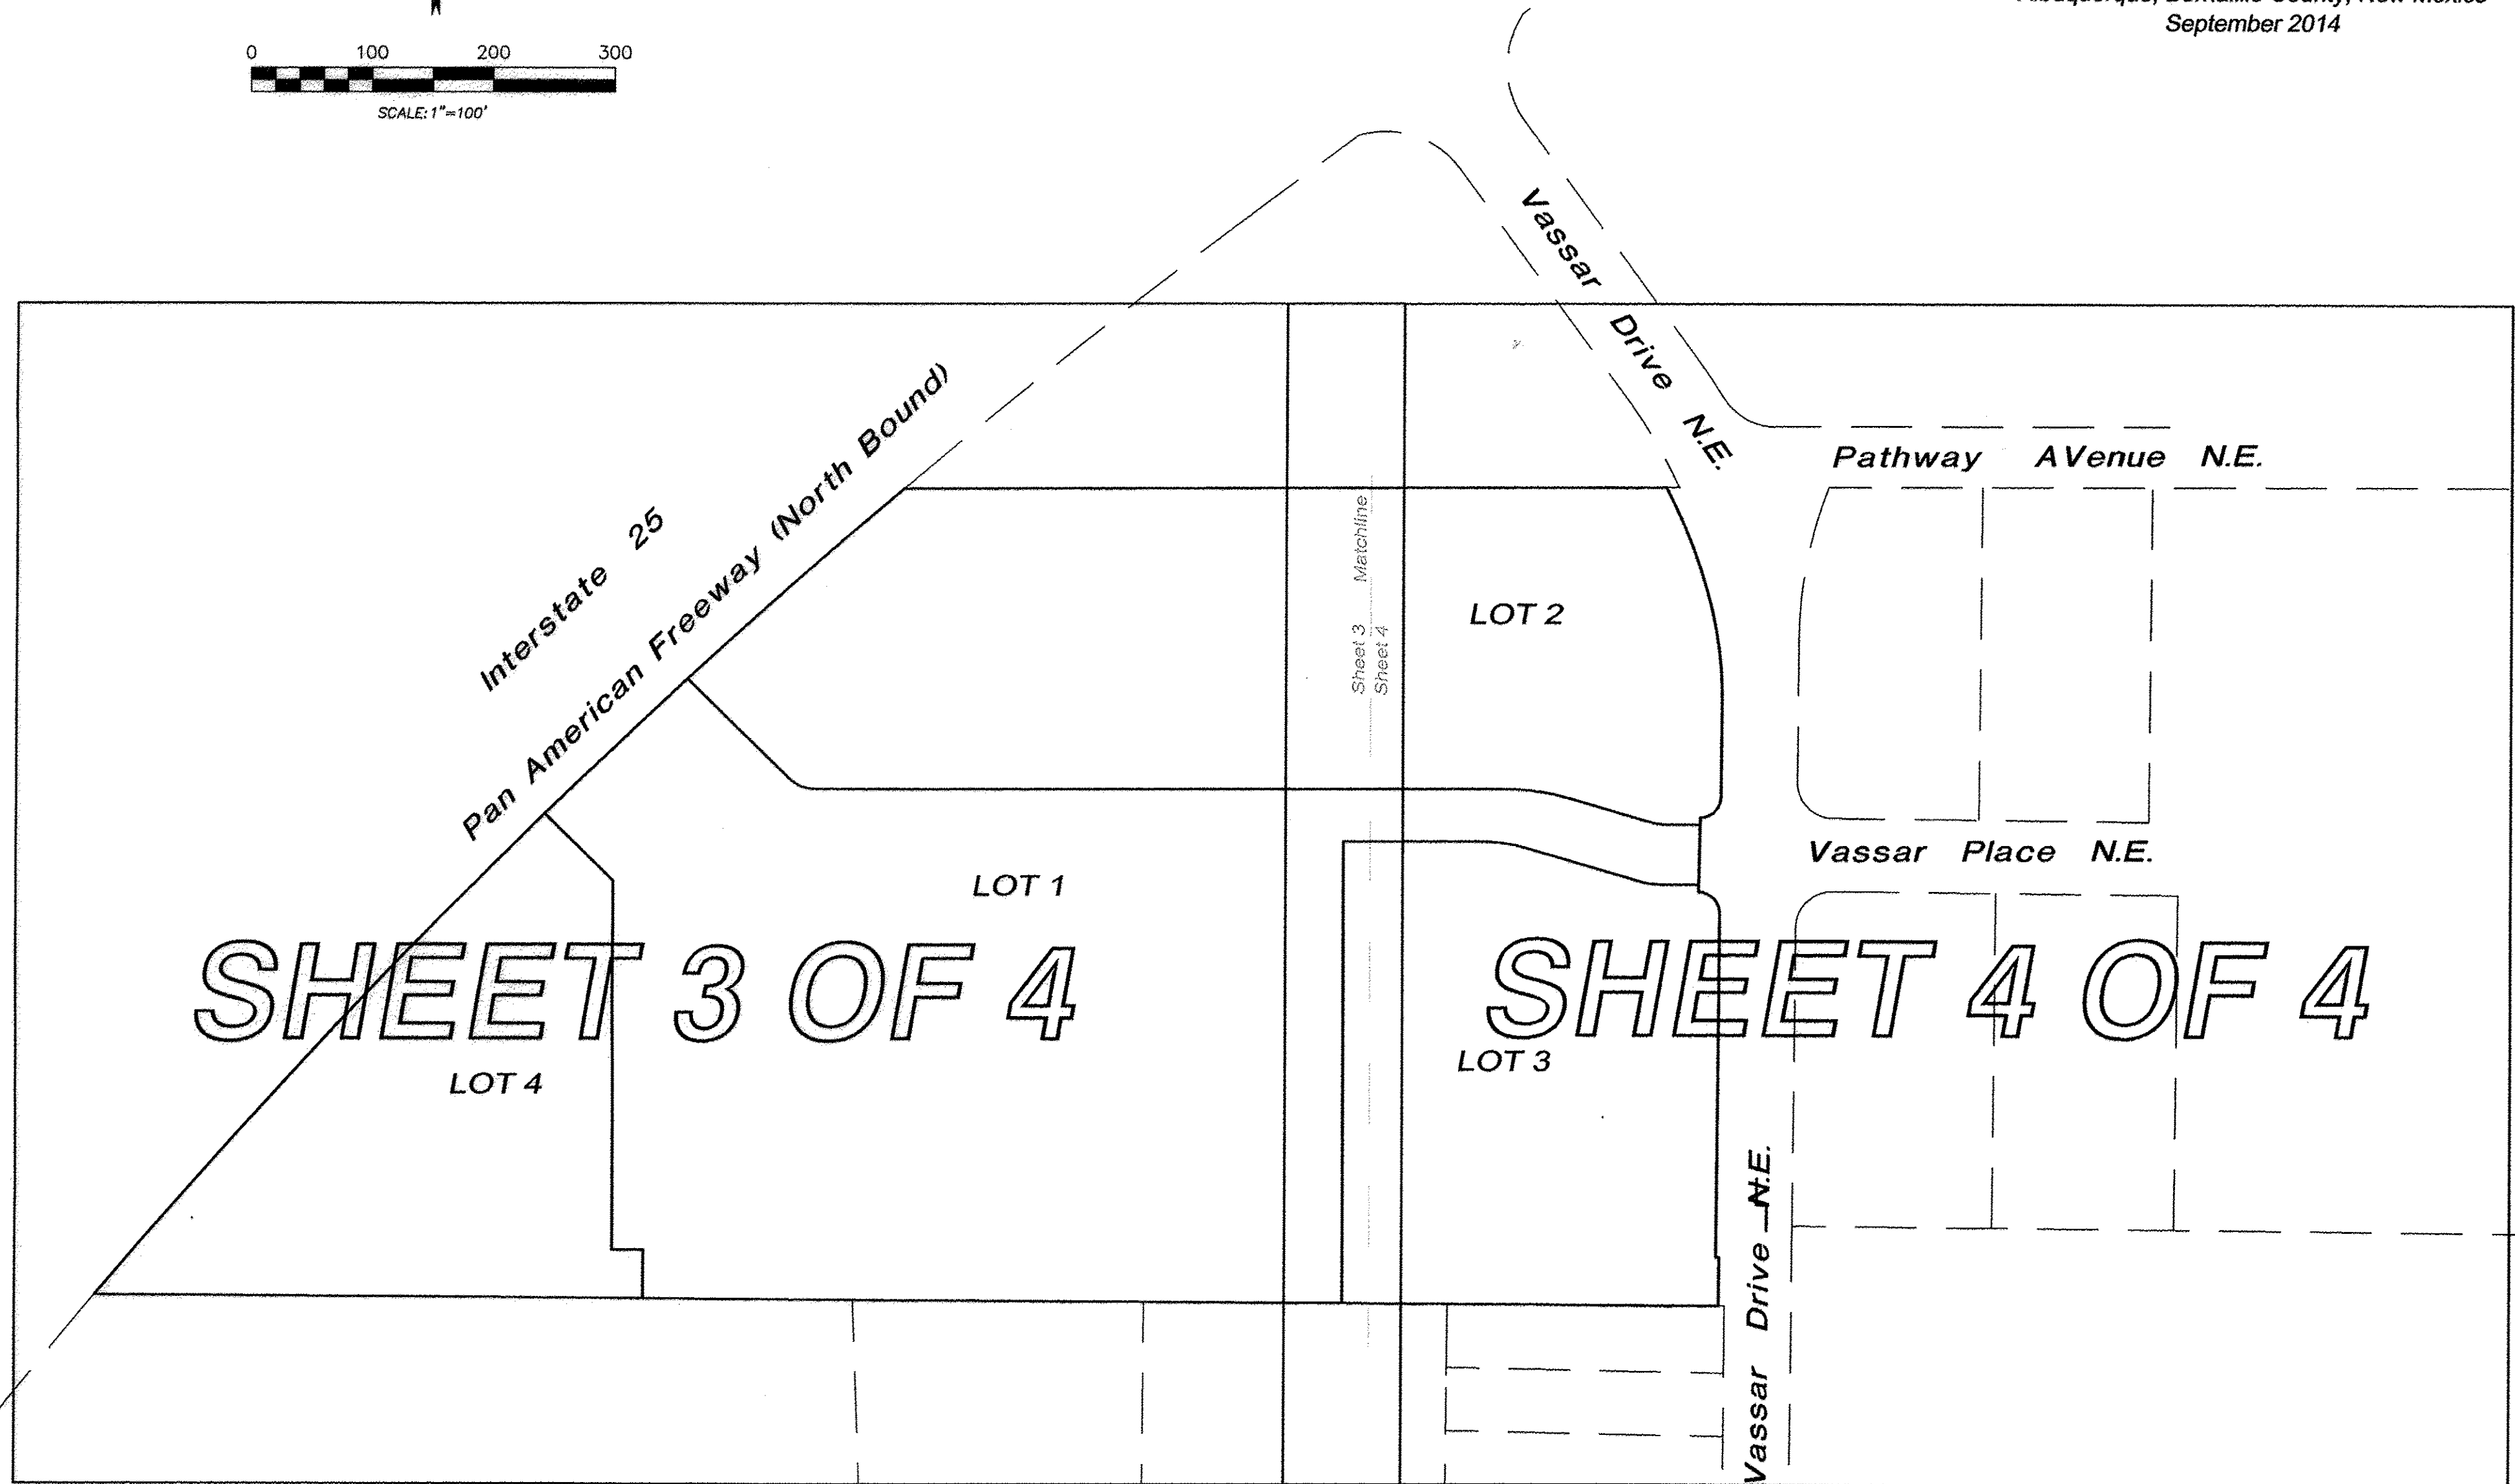 September 2014
0 100 200 300
SCALE: 1"=100'
Vassar Drive N.E.
Pathway AVenue N.E.
Interstate 25
Pan American Freeway (North Bound)
Sheet 3 Matchline
Sheet 4
LOT 2
Vassar Place N.E.
LOT 1
SHEET 3 OF 4
SHEET 4 OF 4
LOT 3
LOT 4
Vassar Drive N.E.